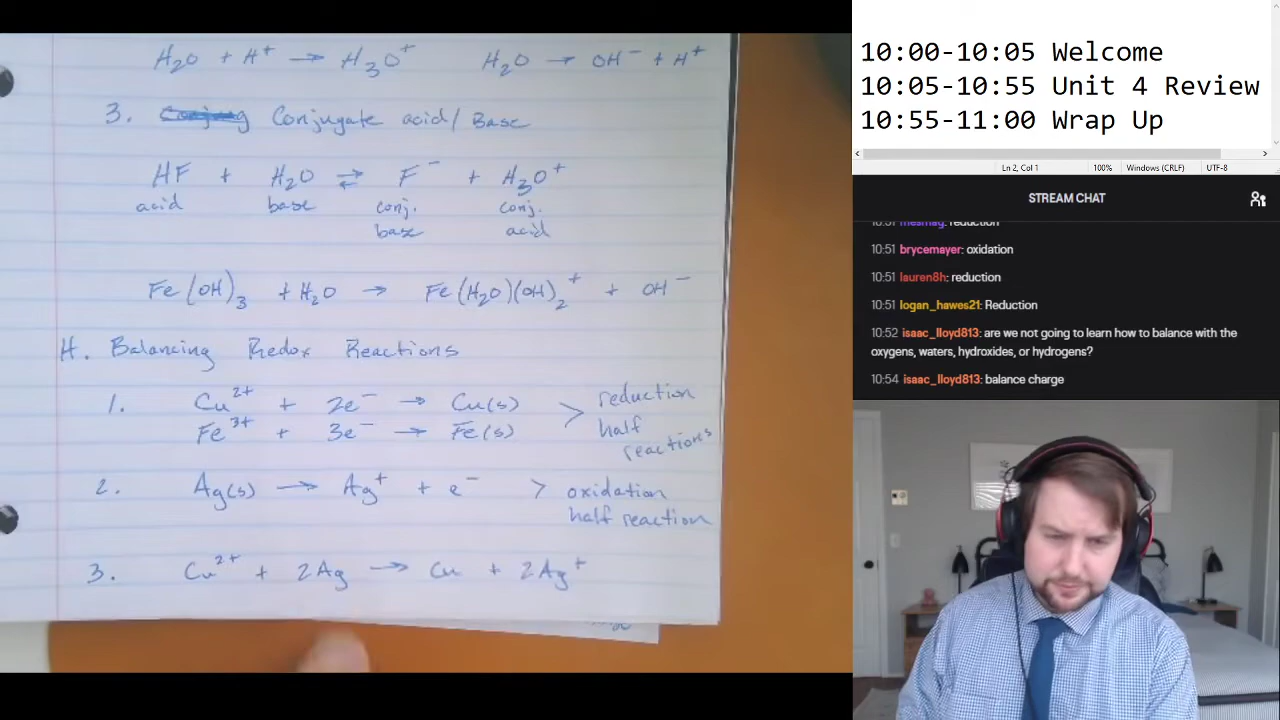 H₂O + H⁺ → H₃O⁺ H₂O → OH⁻ + H⁺
3. Conjugate acid/Base
HF + H₂O ⇌ F⁻ + H₃O⁺
acid base conj. conj.
base acid
Fe(OH)₃ + H₂O → Fe(H₂O)(OH)₂⁺ + OH⁻
H. Balancing Redox Reactions
1. Cu²⁺ + 2e⁻ → Cu(s) > reduction
Fe³⁺ + 3e⁻ → Fe(s) half
reactions
2. Ag(s) → Ag⁺ + e⁻ > oxidation
half reaction
3. Cu²⁺ + 2Ag → Cu + 2Ag⁺
10:00-10:05 Welcome
10:05-10:55 Unit 4 Review
10:55-11:00 Wrap Up
Ln 2, Col 1 100% Windows (CRLF) UTF-8
STREAM CHAT
10:51 mesmag: reduction
10:51 brycemayer: oxidation
10:51 lauren8h: reduction
10:51 logan_hawes21: Reduction
10:52 isaac_lloyd813: are we not going to learn how to balance with the
oxygens, waters, hydroxides, or hydrogens?
10:54 isaac_lloyd813: balance charge